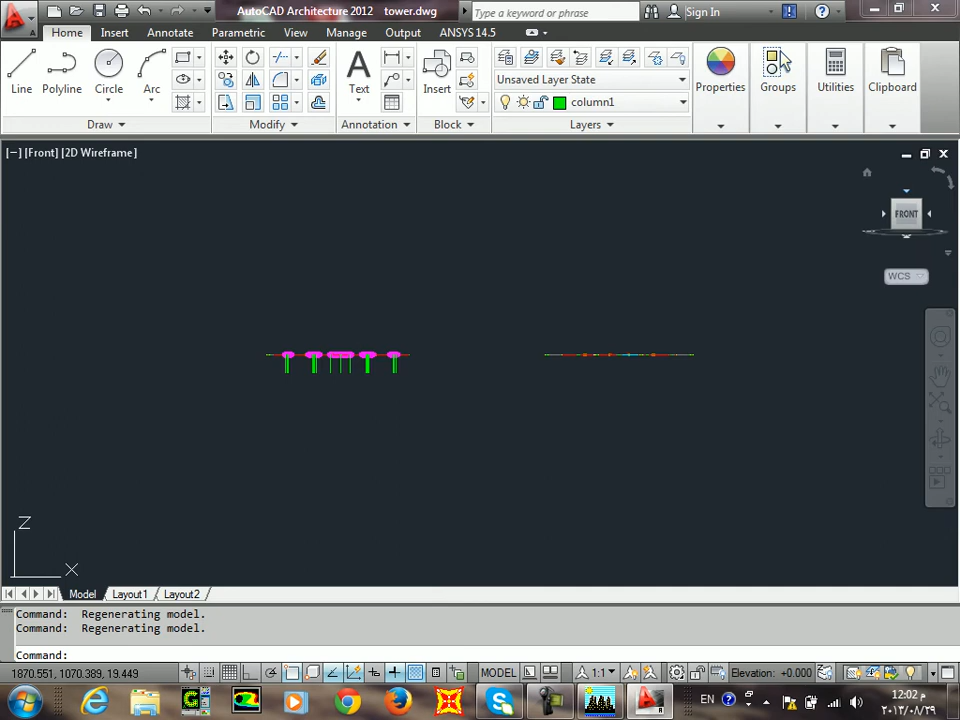 AutoCAD Architecture 2012 tower.dwg
Type a keyword or phrase
Sign In
Home
Insert
Annotate
Parametric
View
Manage
Output
ANSYS 14.5
Line
Polyline
Circle
Arc
Text
Insert
Unsaved Layer State
column1
Properties
Groups
Utilities
Clipboard
Draw
Modify
Annotation
Block
Layers
[−] [Front] [2D Wireframe]
FRONT
WCS
Z
X
Model
Layout1
Layout2
Command: Regenerating model.
Command: Regenerating model.
Command:
1870.551, 1070.389, 19.449
MODEL
1:1
Elevation: +0.000
EN
12:02 م
٢٠١٣/٠٨/٢٩